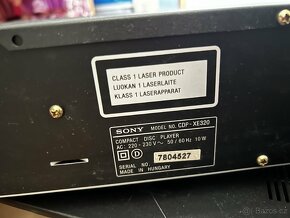 CLASS 1 LASER PRODUCT
LUOKAN 1 LASERLAITE
KLASS 1 LASERAPPARAT
SONY MODEL NO. CDP-XE320
COMPACT DISC PLAYER
AC 220 - 230 V~ 50 / 60 Hz 10 W
SERIAL NO. 7804527
MADE IN HUNGARY